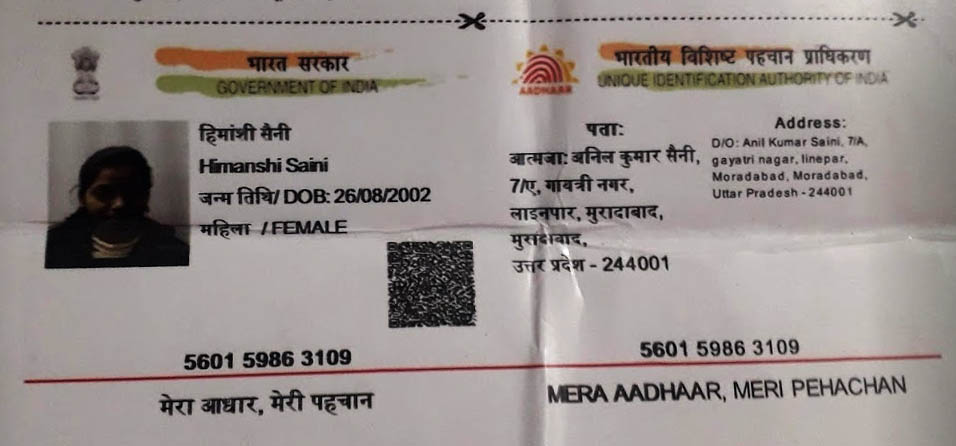 भारत सरकार
GOVERNMENT OF INDIA
हिमांशी सैनी
Himanshi Saini
जन्म तिथि/ DOB: 26/08/2002
महिला / FEMALE
5601 5986 3109
मेरा आधार, मेरी पहचान
भारतीय विशिष्ट पहचान प्राधिकरण
UNIQUE IDENTIFICATION AUTHORITY OF INDIA
AADHAAR
पता:
आत्मजा: अनिल कुमार सैनी,
7/ए, गायत्री नगर,
लाइनपार, मुरादाबाद,
मुरादाबाद,
उत्तर प्रदेश - 244001
Address:
D/O: Anil Kumar Saini, 7/A,
gayatri nagar, linepar,
Moradabad, Moradabad,
Uttar Pradesh - 244001
5601 5986 3109
MERA AADHAAR, MERI PEHACHAN